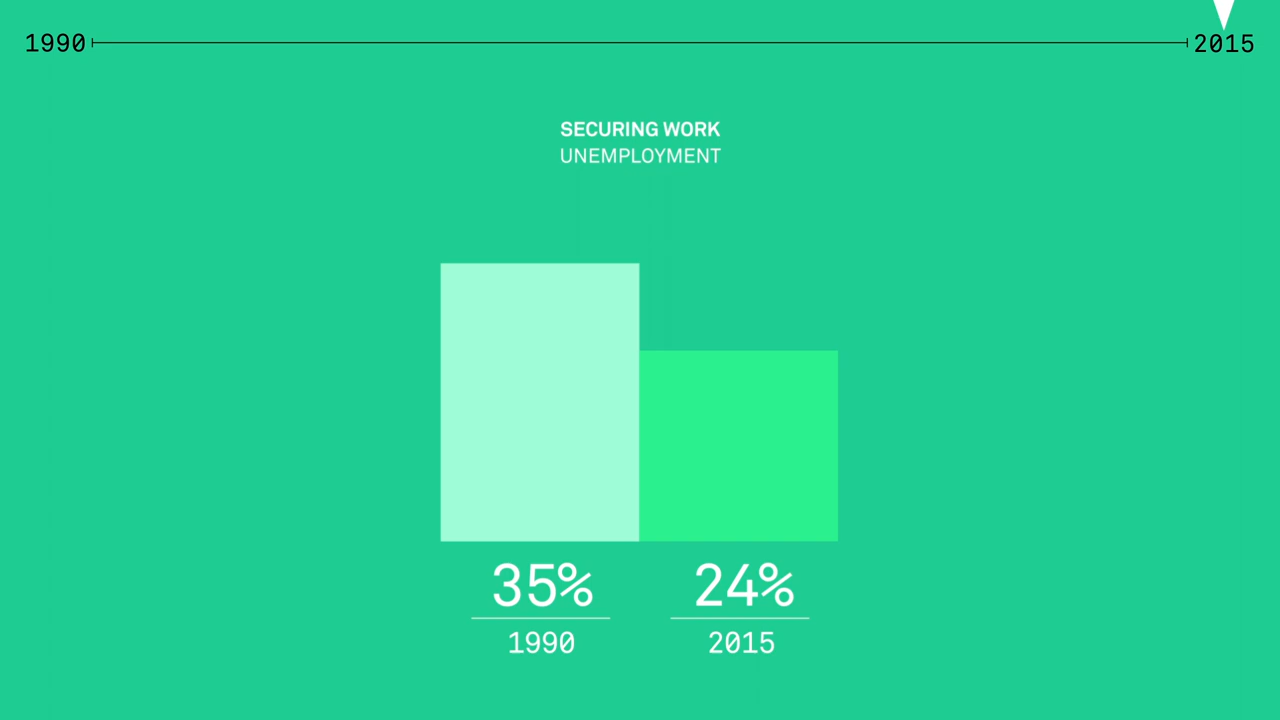 1990 2015
SECURING WORK
UNEMPLOYMENT
35% 24%
1990 2015